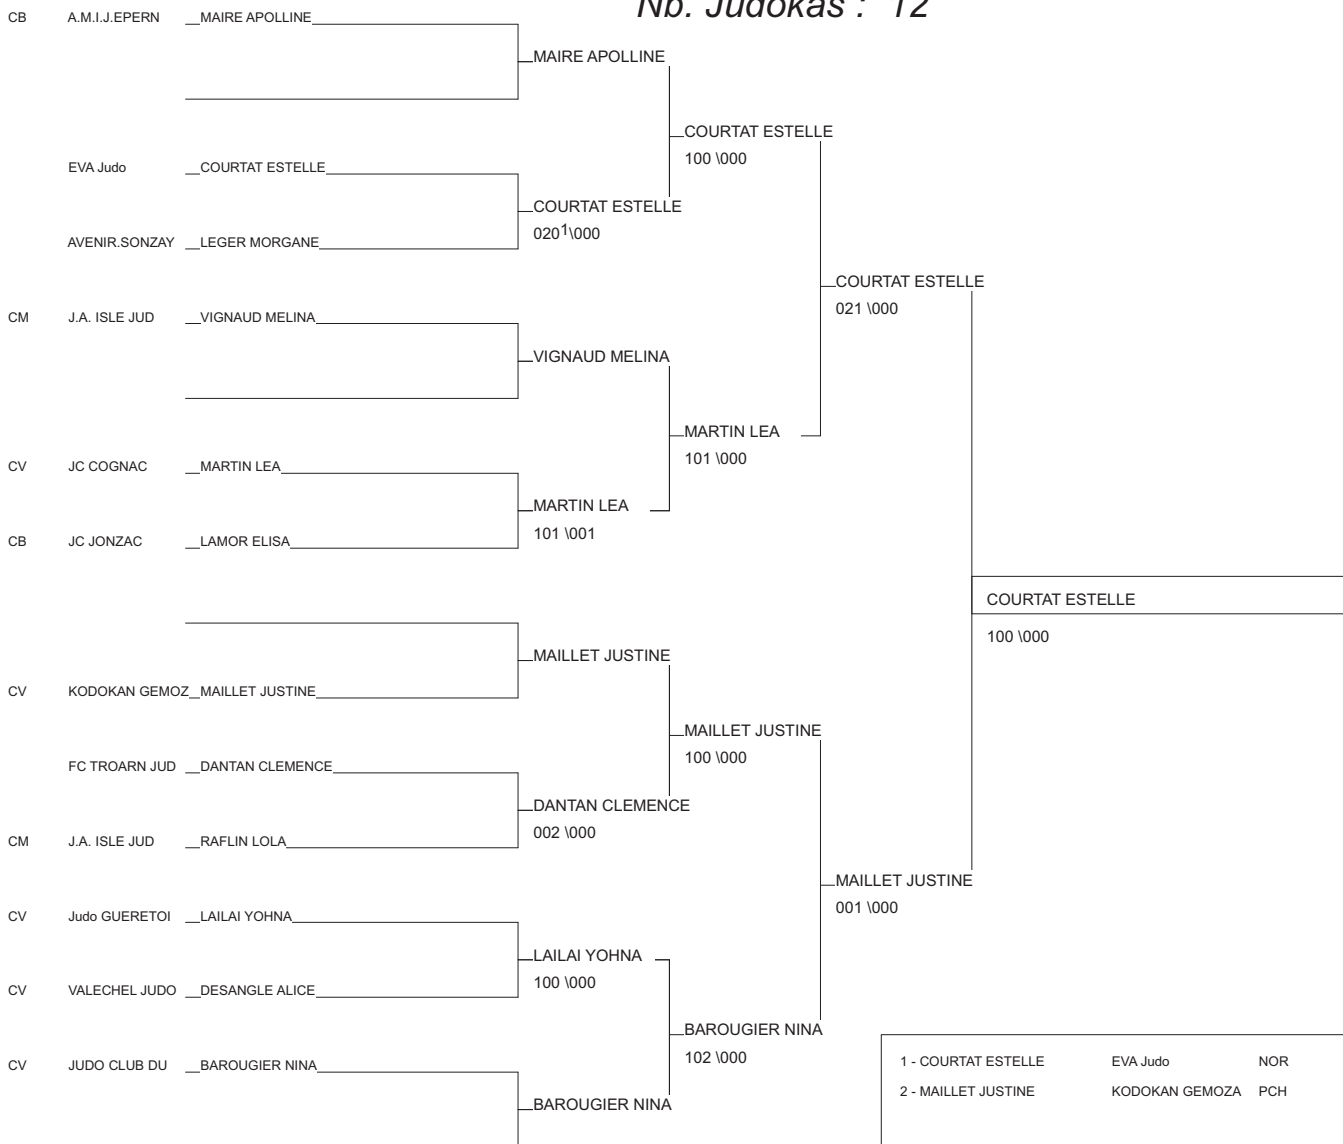 Nb. Judokas : 12
CB A.M.I.J.EPERN MAIRE APOLLINE
MAIRE APOLLINE
COURTAT ESTELLE
100 \000
EVA Judo COURTAT ESTELLE
COURTAT ESTELLE
020¹\000
AVENIR.SONZAY LEGER MORGANE
COURTAT ESTELLE
021 \000
CM J.A. ISLE JUD VIGNAUD MELINA
VIGNAUD MELINA
MARTIN LEA
101 \000
CV JC COGNAC MARTIN LEA
MARTIN LEA
101 \001
CB JC JONZAC LAMOR ELISA
COURTAT ESTELLE
100 \000
MAILLET JUSTINE
CV KODOKAN GEMOZ MAILLET JUSTINE
MAILLET JUSTINE
100 \000
FC TROARN JUD DANTAN CLEMENCE
DANTAN CLEMENCE
002 \000
CM J.A. ISLE JUD RAFLIN LOLA
MAILLET JUSTINE
001 \000
CV Judo GUERETOI LAILAI YOHNA
LAILAI YOHNA
100 \000
CV VALECHEL JUDO DESANGLE ALICE
BAROUGIER NINA
102 \000
CV JUDO CLUB DU BAROUGIER NINA
BAROUGIER NINA
1 - COURTAT ESTELLE EVA Judo NOR
2 - MAILLET JUSTINE KODOKAN GEMOZA PCH